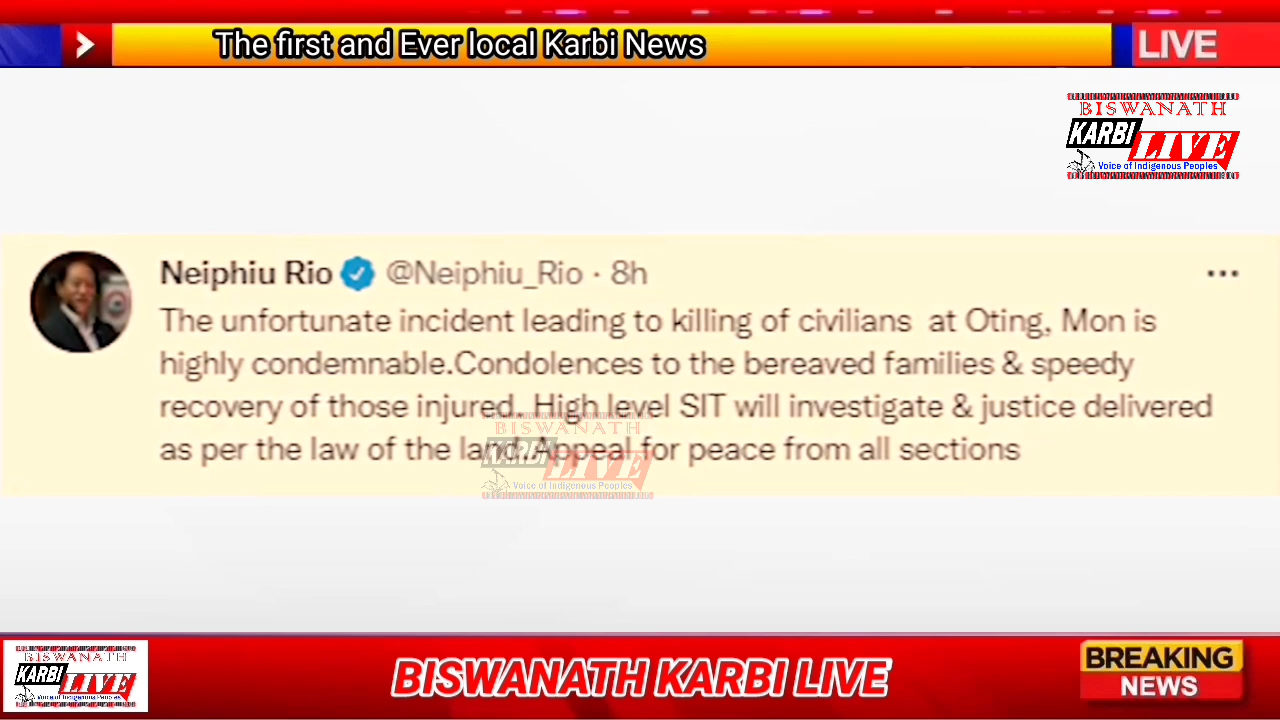 The first and Ever local Karbi News
LIVE
BISWANATH
KARBI
LIVE
Voice of Indigenous Peoples
Neiphiu Rio @Neiphiu_Rio · 8h
The unfortunate incident leading to killing of civilians at Oting, Mon is
highly condemnable.Condolences to the bereaved families & speedy
recovery of those injured. High level SIT will investigate & justice delivered
as per the law of the land.Appeal for peace from all sections
BISWANATH
KARBI
LIVE
Voice of Indigenous Peoples
BISWANATH
KARBI
LIVE
Voice of Indigenous Peoples
BISWANATH KARBI LIVE
BREAKING
NEWS